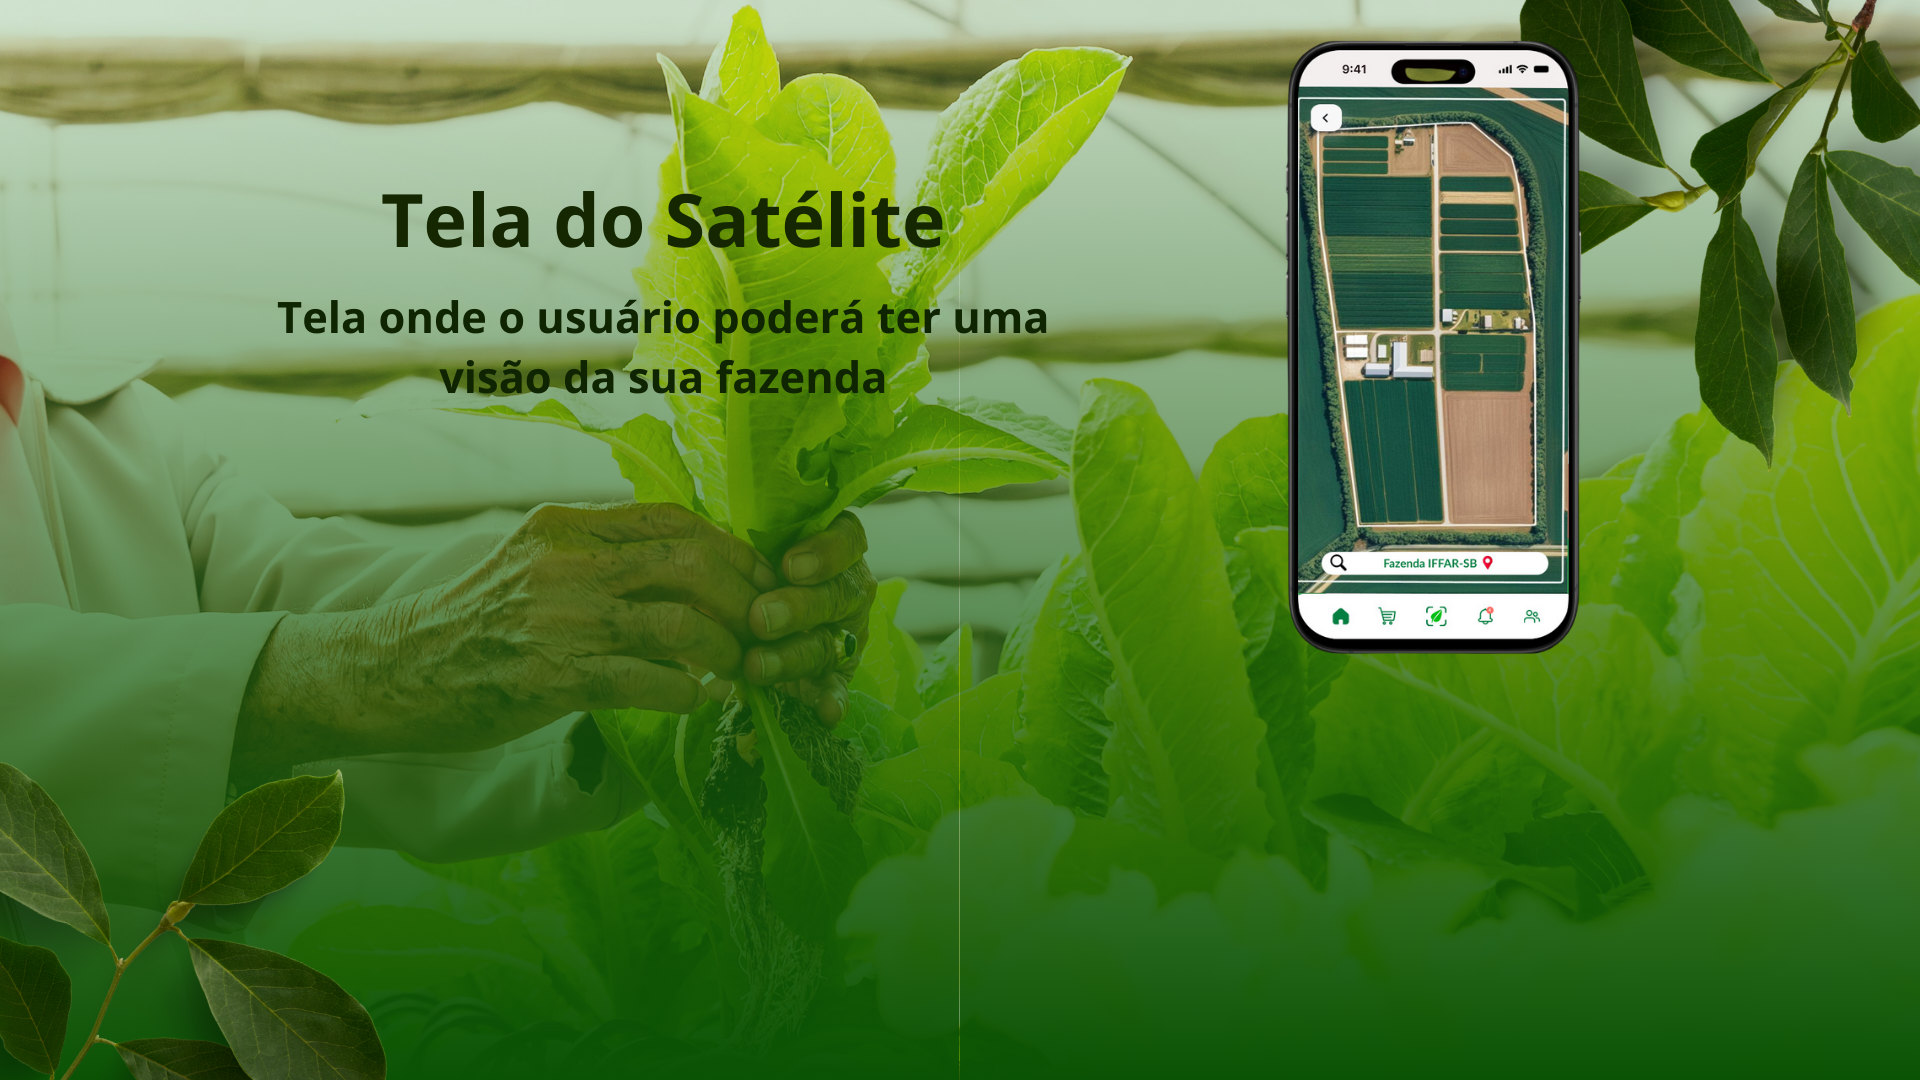 Tela do Satélite
Tela onde o usuário poderá ter uma
visão da sua fazenda
9:41
Fazenda IFFAR-SB